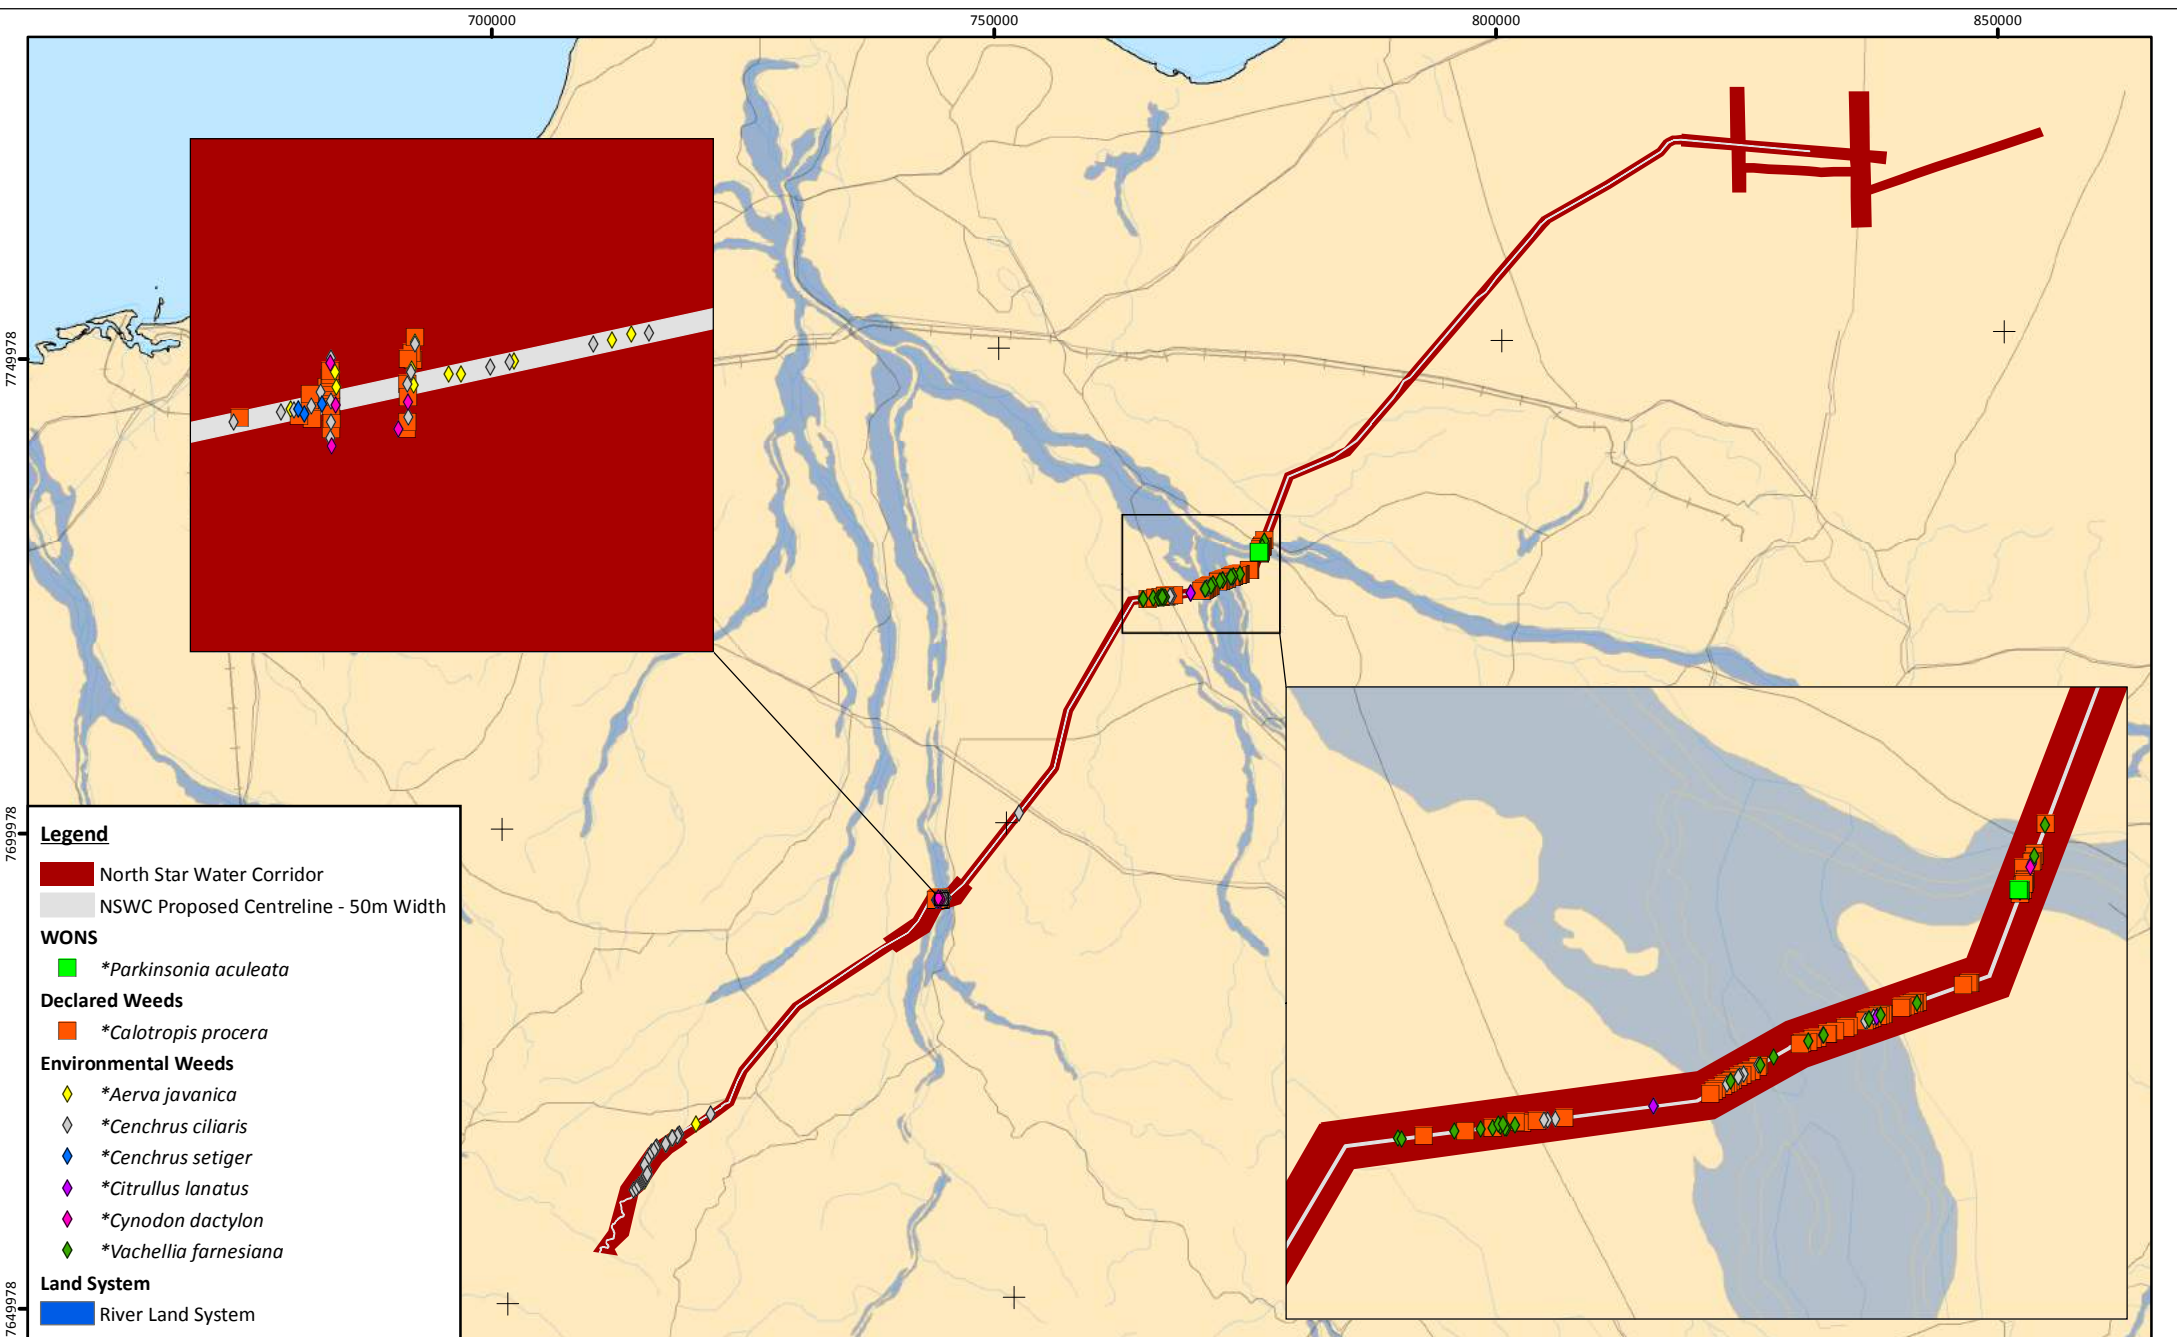 700000 750000 800000 850000
7749978
7699978
7649978
Legend
North Star Water Corridor
NSWC Proposed Centreline - 50m Width
WONS
*Parkinsonia aculeata
Declared Weeds
*Calotropis procera
Environmental Weeds
*Aerva javanica
*Cenchrus ciliaris
*Cenchrus setiger
*Citrullus lanatus
*Cynodon dactylon
*Vachellia farnesiana
Land System
River Land System